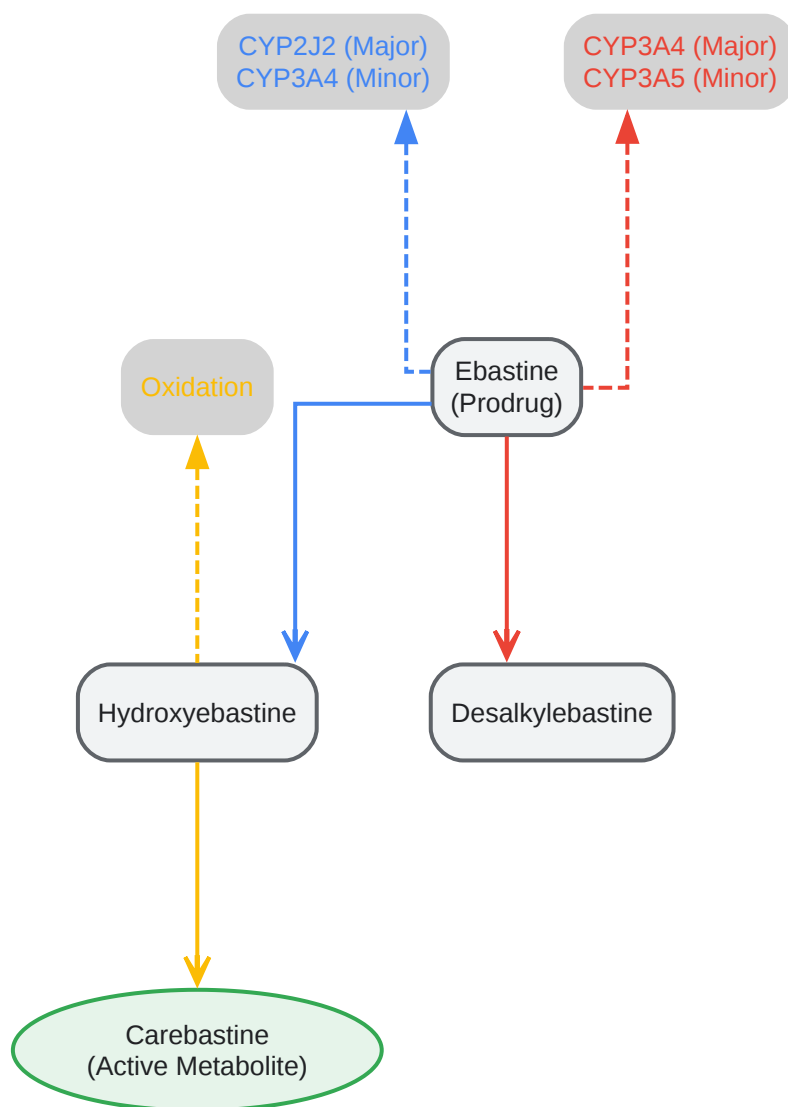 CYP2J2 (Major)
CYP3A4 (Minor)
CYP3A4 (Major)
CYP3A5 (Minor)
Oxidation
Ebastine
(Prodrug)
Hydroxyebastine
Desalkylebastine
Carebastine
(Active Metabolite)